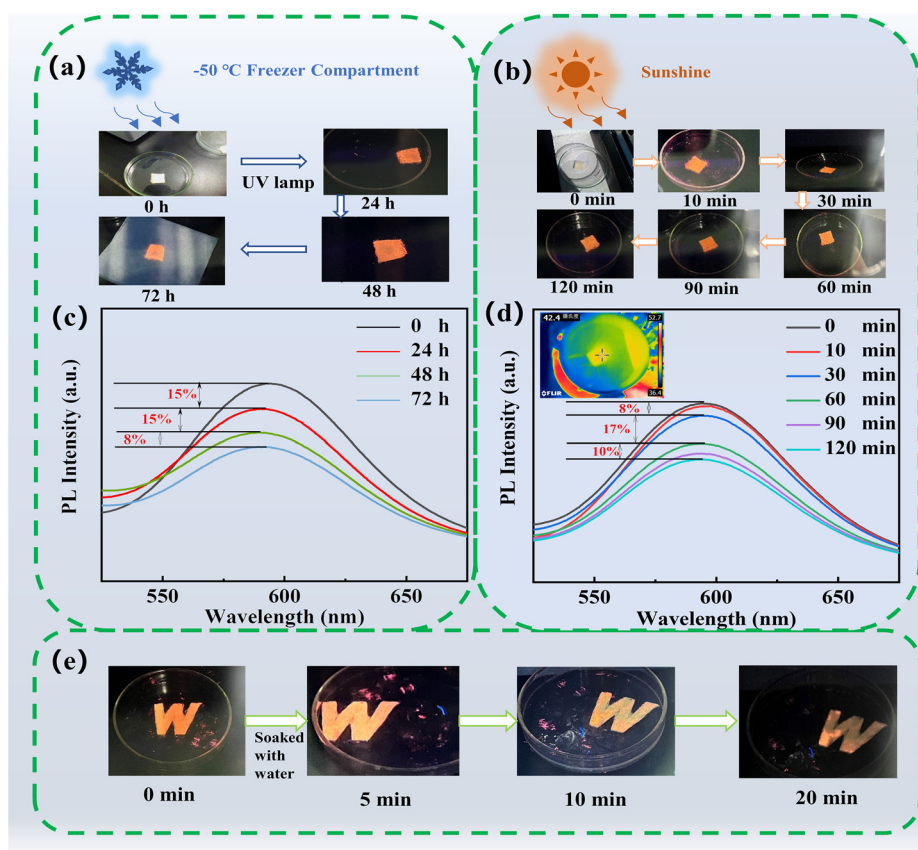 (a)
-50 ℃ Freezer Compartment
UV lamp
0 h
24 h
72 h
48 h
(b)
Sunshine
0 min
10 min
30 min
120 min
90 min
60 min
(c)
0 h
24 h
48 h
72 h
15%
15%
8%
PL Intensity (a.u.)
550
600
650
Wavelength (nm)
(d)
42.4
52.7
36.4
FLIR
0 min
10 min
30 min
60 min
90 min
120 min
8%
17%
10%
PL Intensity (a.u.)
550
600
650
Wavelength (nm)
(e)
W
W
W
W
Soaked
with
water
0 min
5 min
10 min
20 min